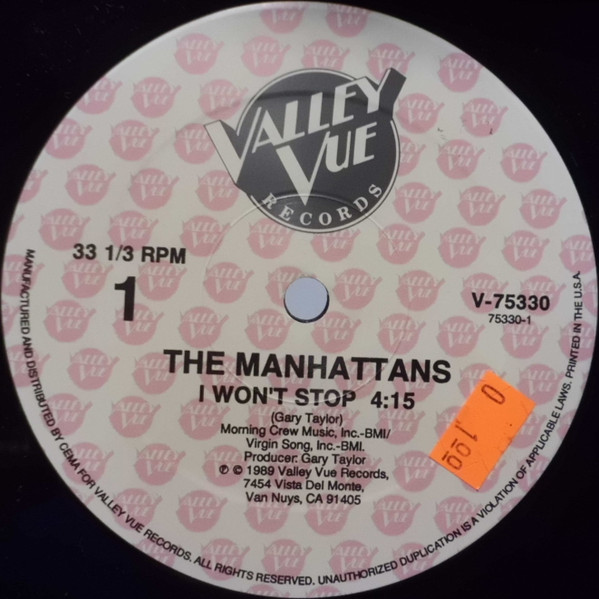 VALLEY
VUE
RECORDS
33 1/3 RPM
1
V-75330
75330-1
THE MANHATTANS
I WON'T STOP 4:15
(Gary Taylor)
Morning Crew Music, Inc.-BMI/
Virgin Song, Inc.-BMI.
Producer: Gary Taylor
℗ © 1989 Valley Vue Records,
7454 Vista Del Monte,
Van Nuys, CA 91405
0
1.00
MANUFACTURED AND DISTRIBUTED BY CEMA FOR VALLEY VUE RECORDS. ALL RIGHTS RESERVED. UNAUTHORIZED DUPLICATION IS A VIOLATION OF APPLICABLE LAWS. PRINTED IN THE U.S.A.